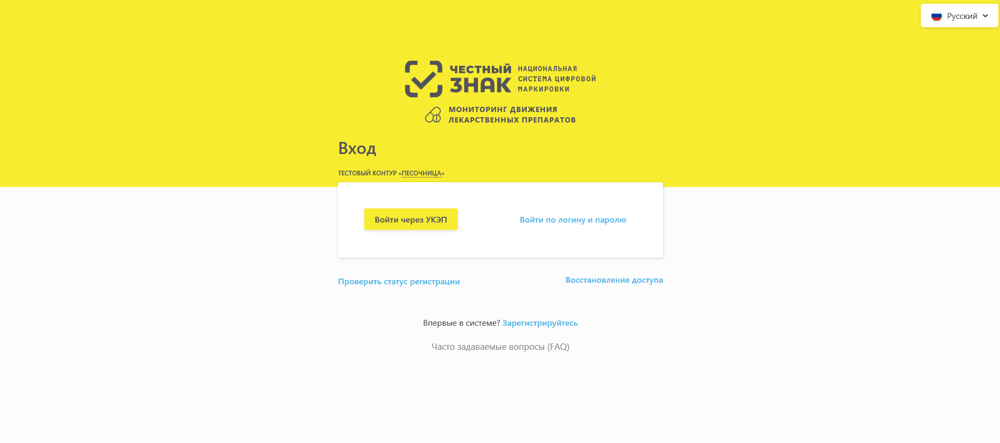 Русский
ЧЕСТНЫЙ
ЗНАК
НАЦИОНАЛЬНАЯ
СИСТЕМА ЦИФРОВОЙ
МАРКИРОВКИ
МОНИТОРИНГ ДВИЖЕНИЯ
ЛЕКАРСТВЕННЫХ ПРЕПАРАТОВ
Вход
ТЕСТОВЫЙ КОНТУР «ПЕСОЧНИЦА»
Войти через УКЭП
Войти по логину и паролю
Проверить статус регистрации
Восстановление доступа
Впервые в системе? Зарегистрируйтесь
Часто задаваемые вопросы (FAQ)